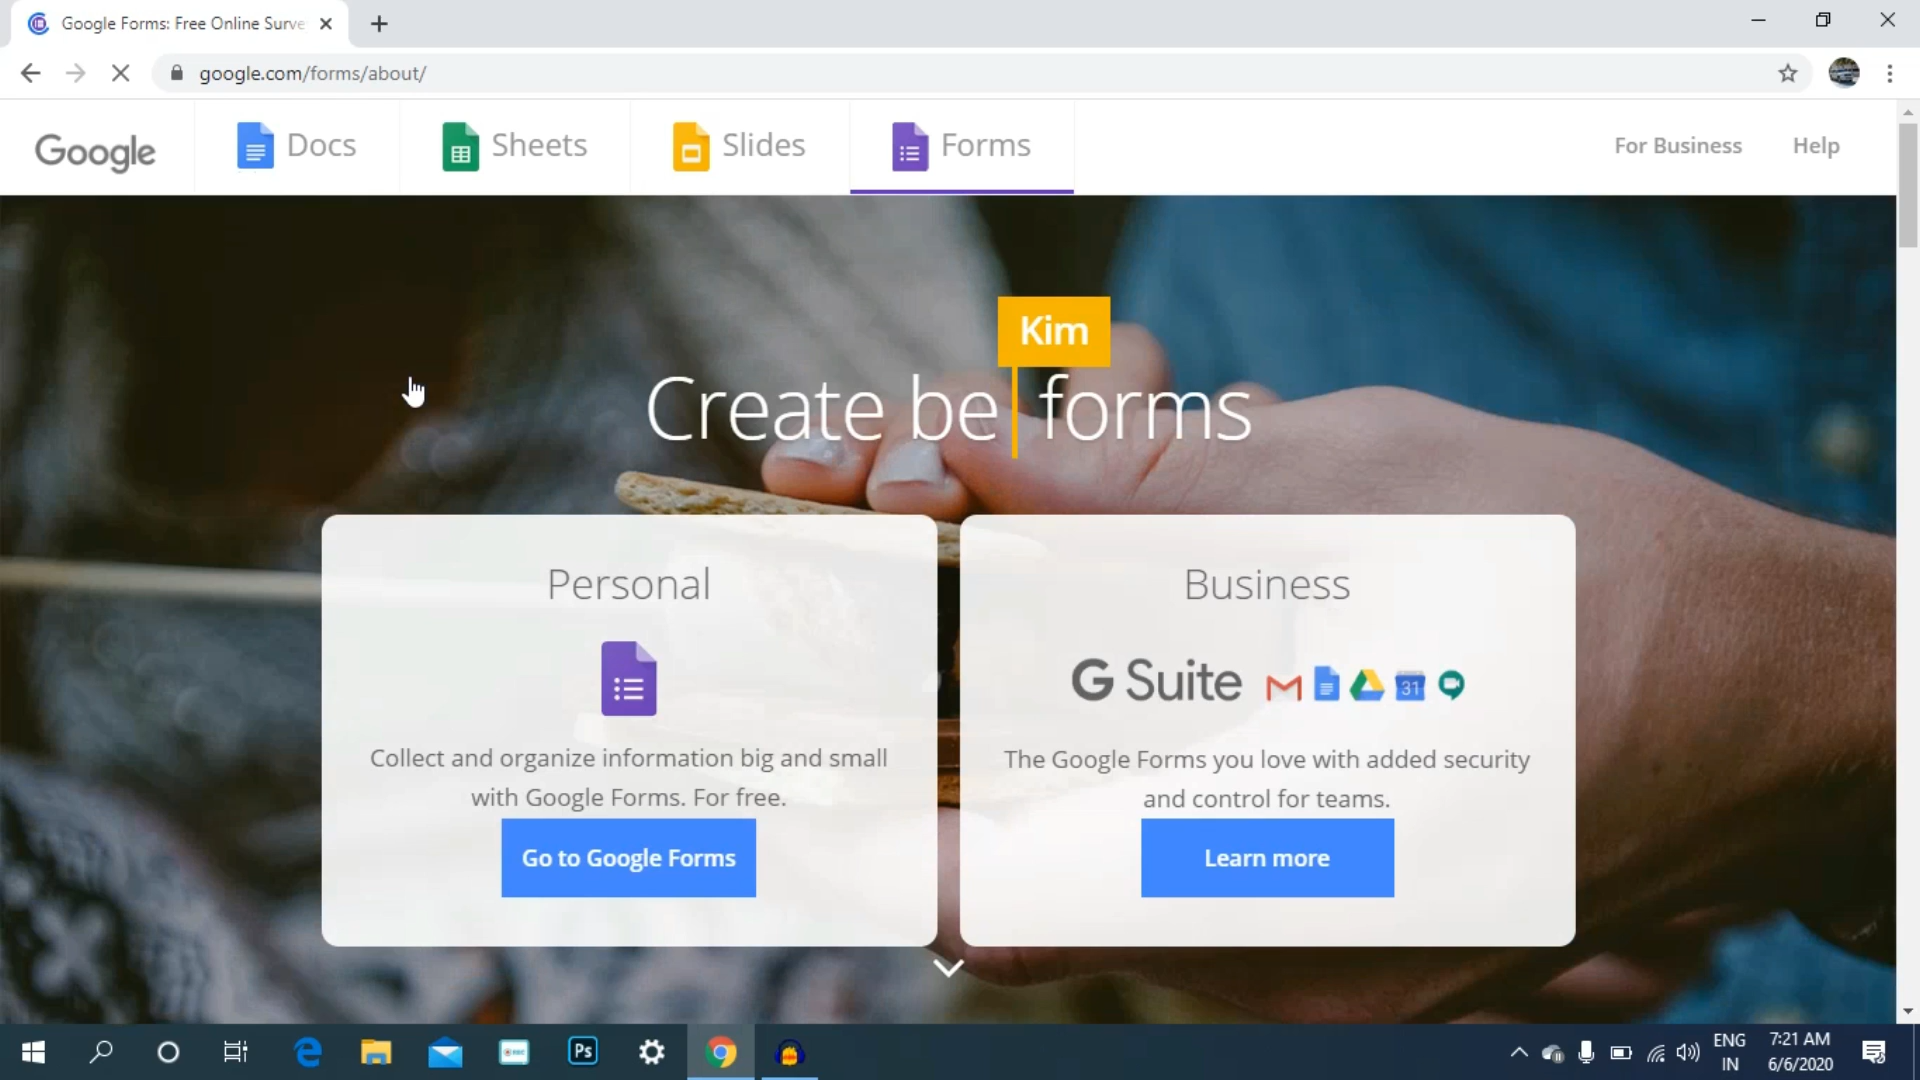 Google Forms: Free Online Surve
google.com/forms/about/
Google
Docs
Sheets
Slides
Forms
For Business
Help
Kim
Create be forms
Personal
Collect and organize information big and small
with Google Forms. For free.
Go to Google Forms
Business
G Suite
31
The Google Forms you love with added security
and control for teams.
Learn more
Ps
ENG
IN
7:21 AM
6/6/2020